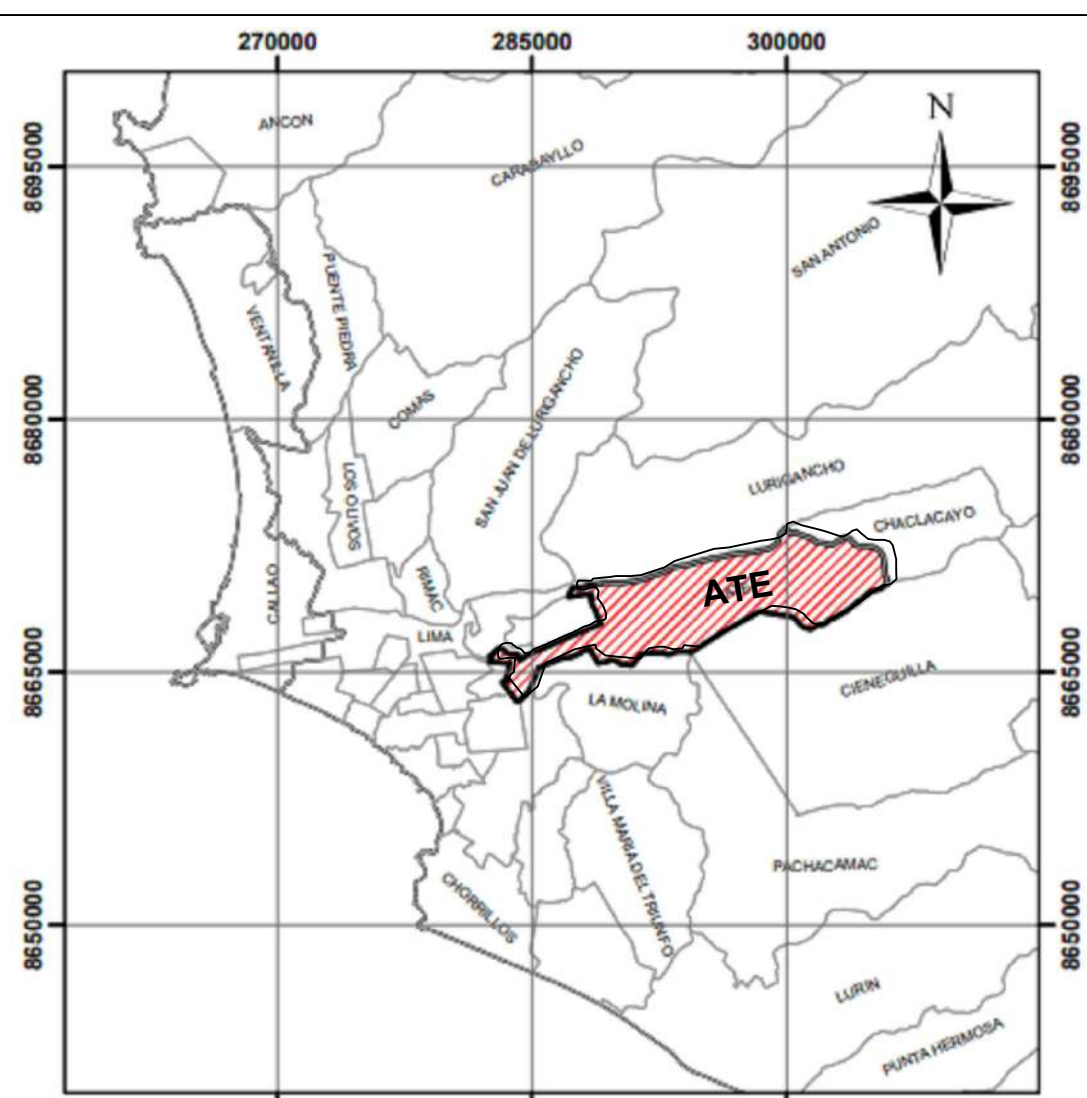 270000 285000 300000
N
ANCON
CARABAYLLO
8695000
8695000
SAN ANTONIO
PUENTE PIEDRA
VENTANILLA
SAN JUAN DE LURIGANCHO
COMAS
8680000
8680000
LOS OLIVOS
LURIGANCHO
CHACLACAYO
RIMAC
ATE
CALLAO
LIMA
8665000
8665000
CIENEGUILLA
LA MOLINA
VILLA MARIA DEL TRIUNFO
PACHACAMAC
CHORRILLOS
8650000
8650000
LURIN
PUNTA HERMOSA